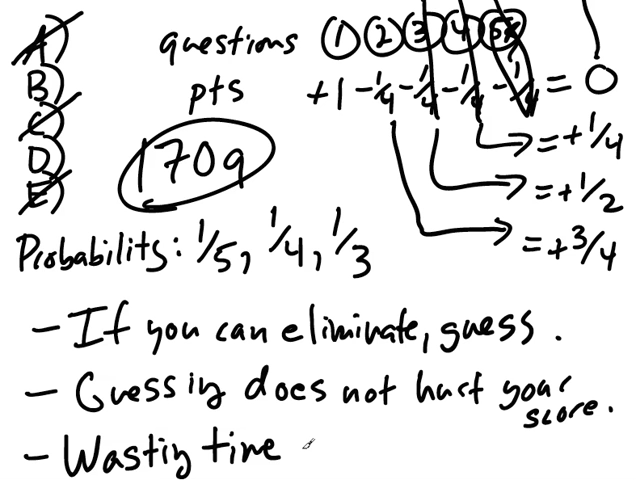 A)
questions ① ② ③ ④ ⑤
B)
pts +1 -1/4 -1/4 -1/4 -1/4 = 0
C)
= +1/4
D)
170q
= +1/2
E)
= +3/4
Probabilits: 1/5, 1/4, 1/3
- If you can eliminate, guess.
- Guessing does not hurt your score.
- Wasting time